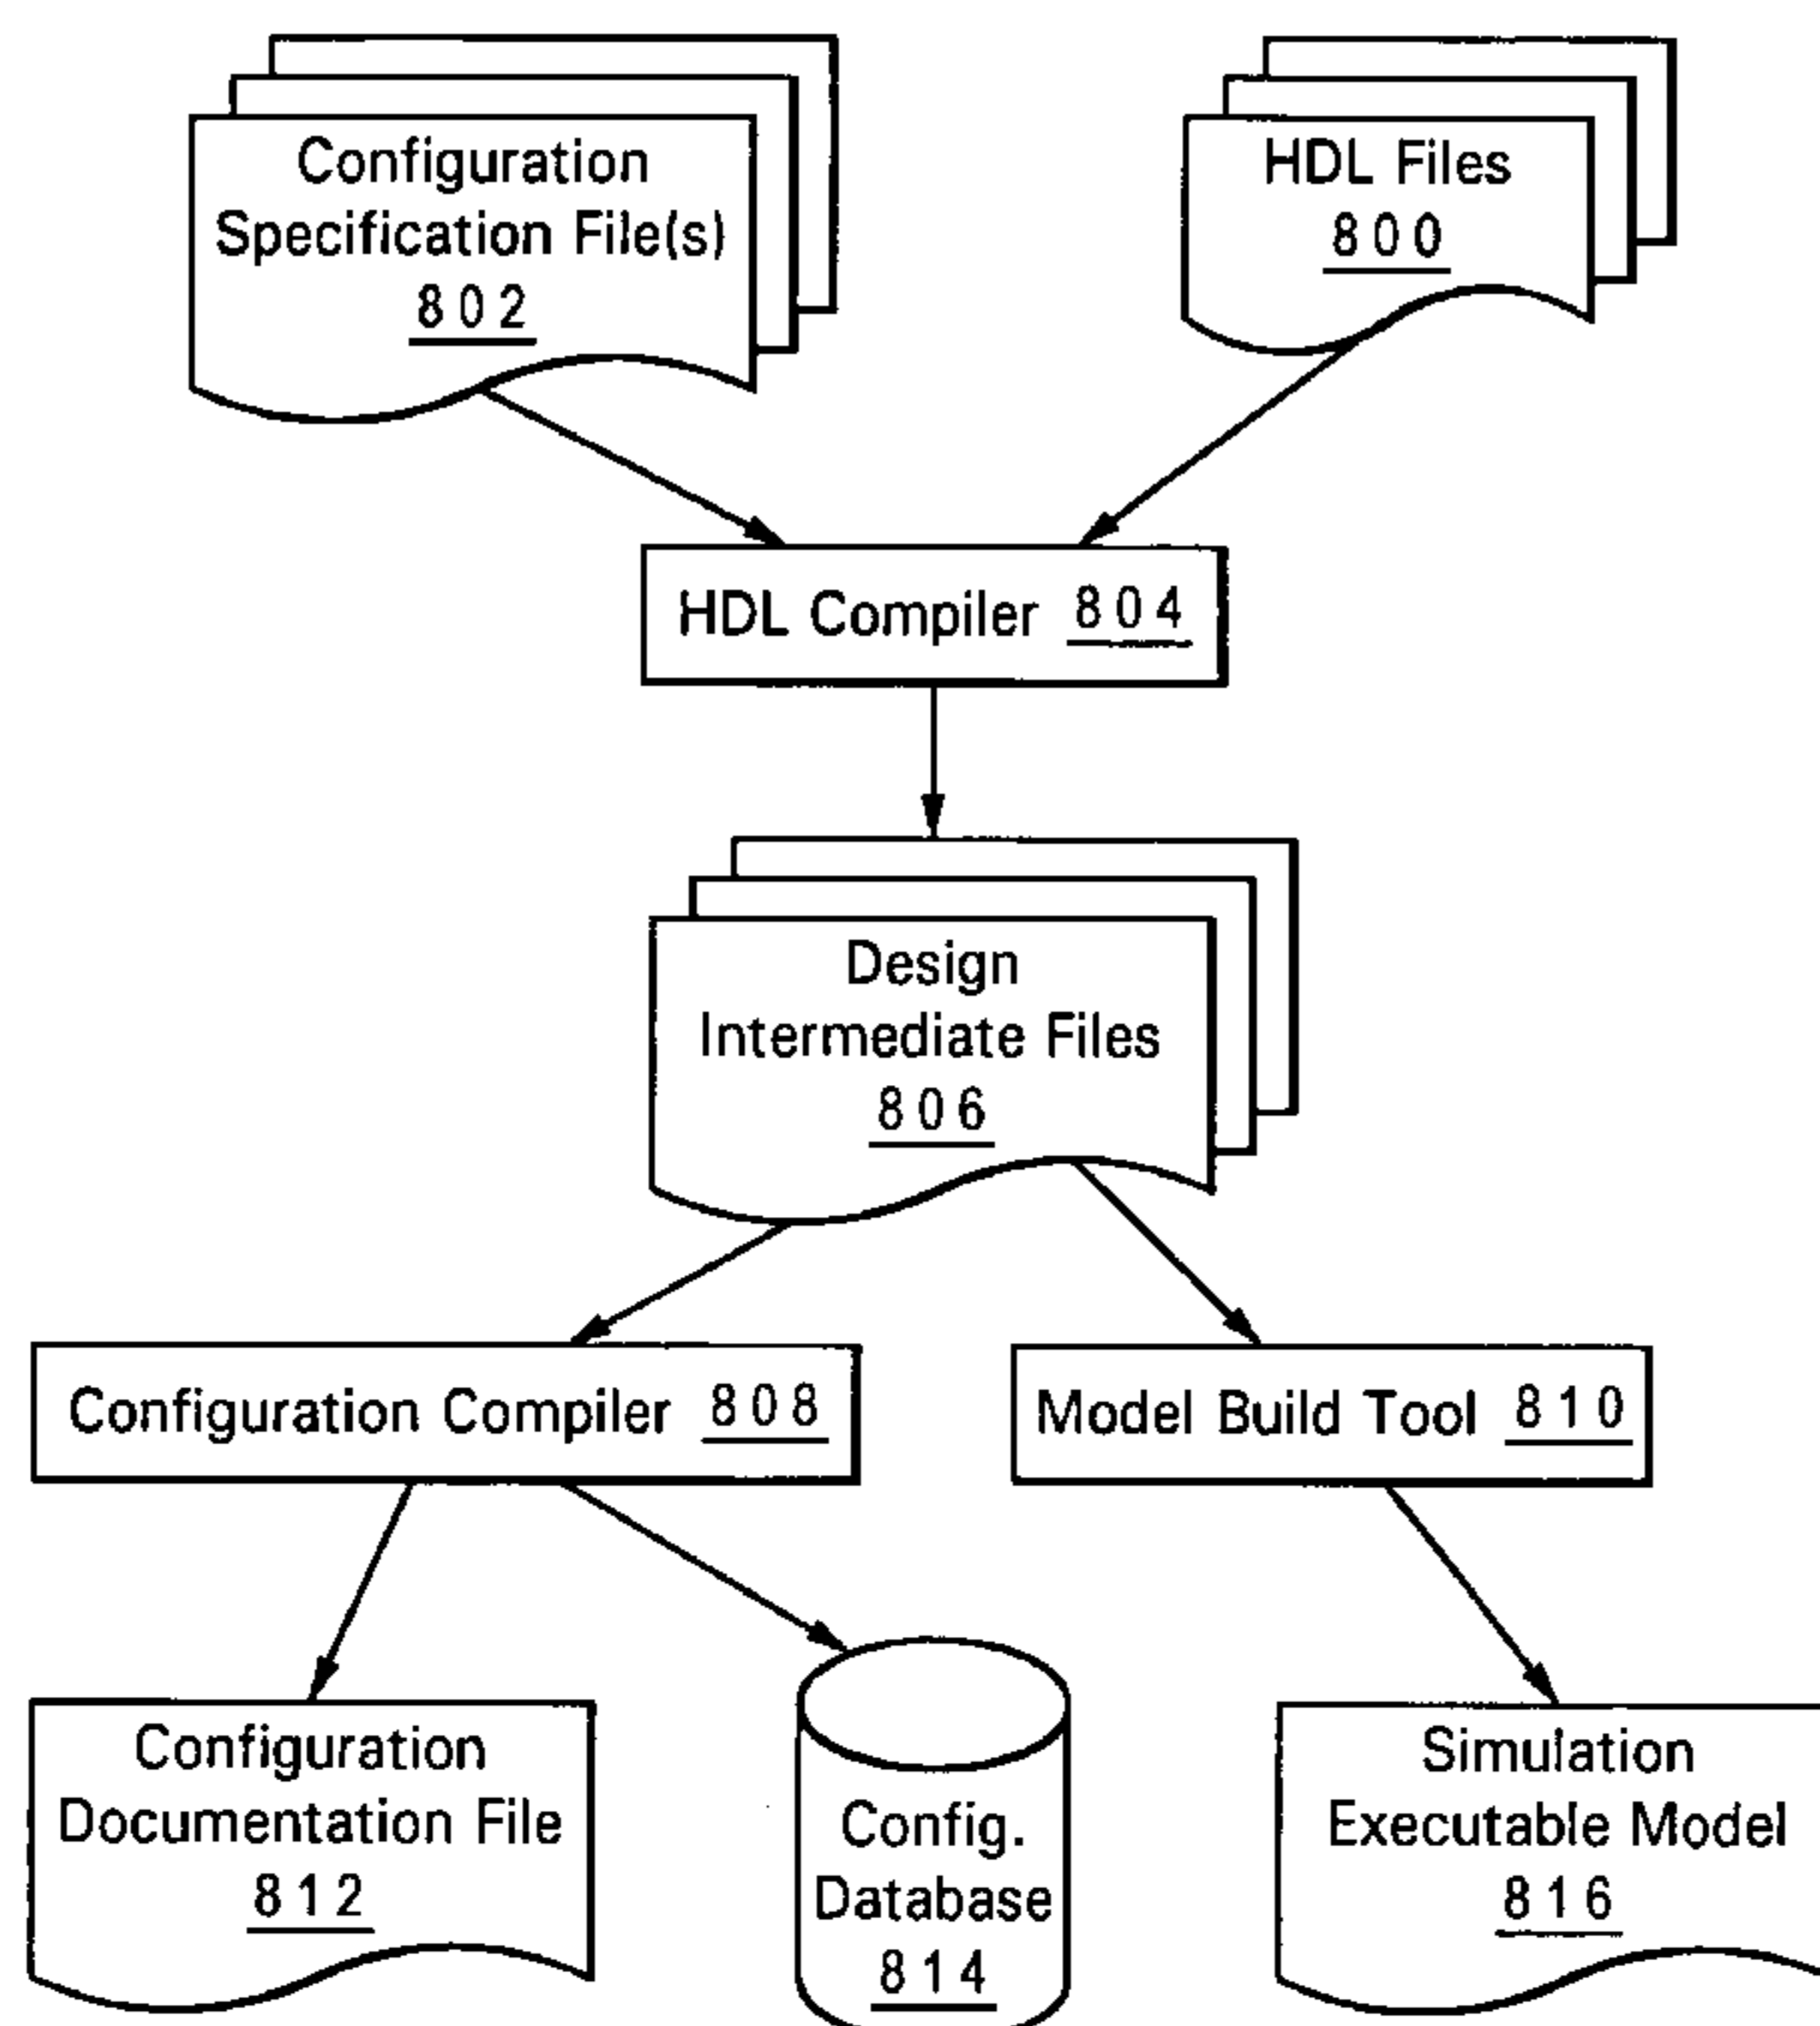 Configuration
Specification File(s)
802
HDL Files
800
HDL Compiler 804
Design
Intermediate Files
806
Configuration Compiler 808
Model Build Tool 810
Configuration
Documentation File
812
Config.
Database
814
Simulation
Executable Model
816